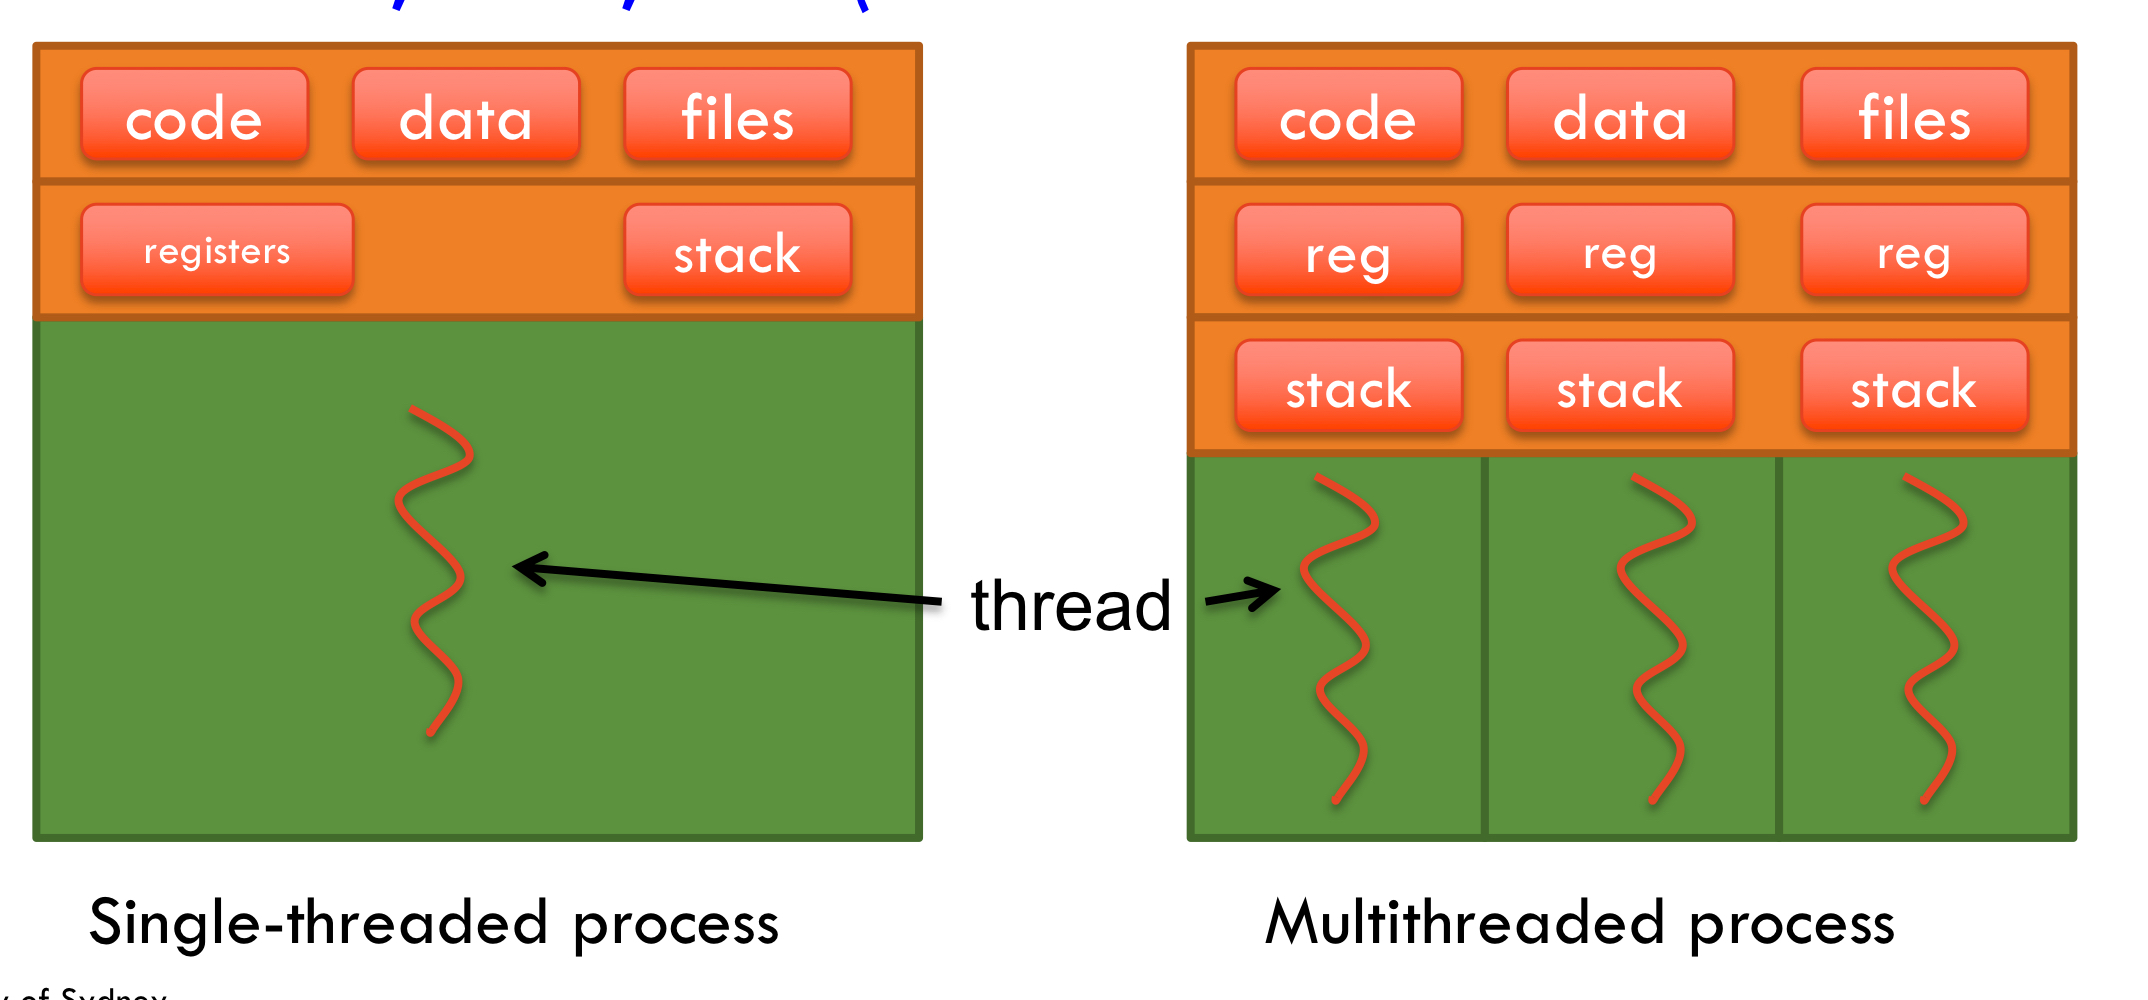 code data files
registers stack
code data files
reg reg reg
stack stack stack
thread
Single-threaded process
Multithreaded process
of Sydney